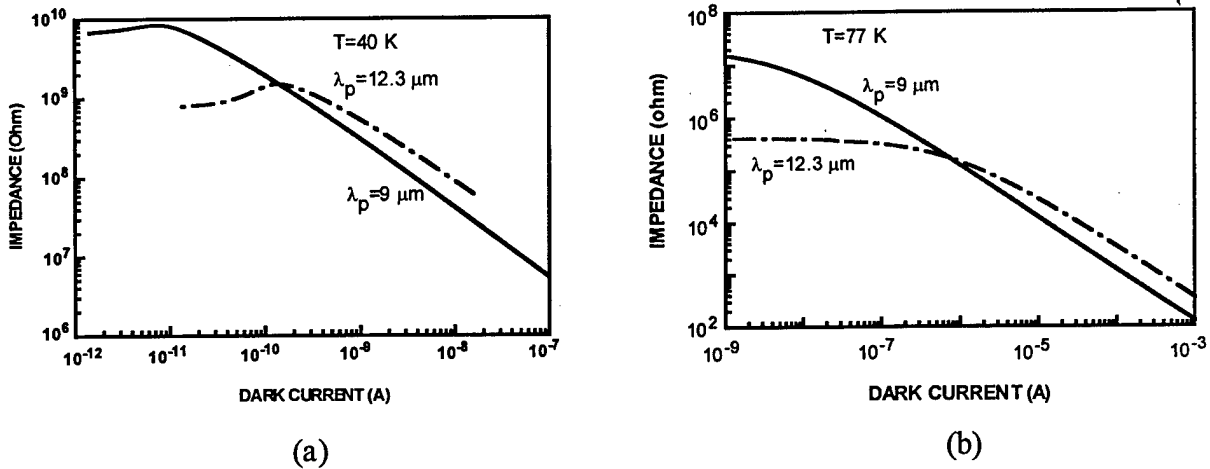 IMPEDANCE (Ohm)
10¹⁰
10⁹
10⁸
10⁷
10⁶
T=40 K
λp=12.3 μm
λp=9 μm
10⁻¹² 10⁻¹¹ 10⁻¹⁰ 10⁻⁹ 10⁻⁸ 10⁻⁷
DARK CURRENT (A)
(a)
IMPEDANCE (ohm)
10⁸
10⁶
10⁴
10²
T=77 K
λp=9 μm
λp=12.3 μm
10⁻⁹ 10⁻⁷ 10⁻⁵ 10⁻³
DARK CURRENT (A)
(b)